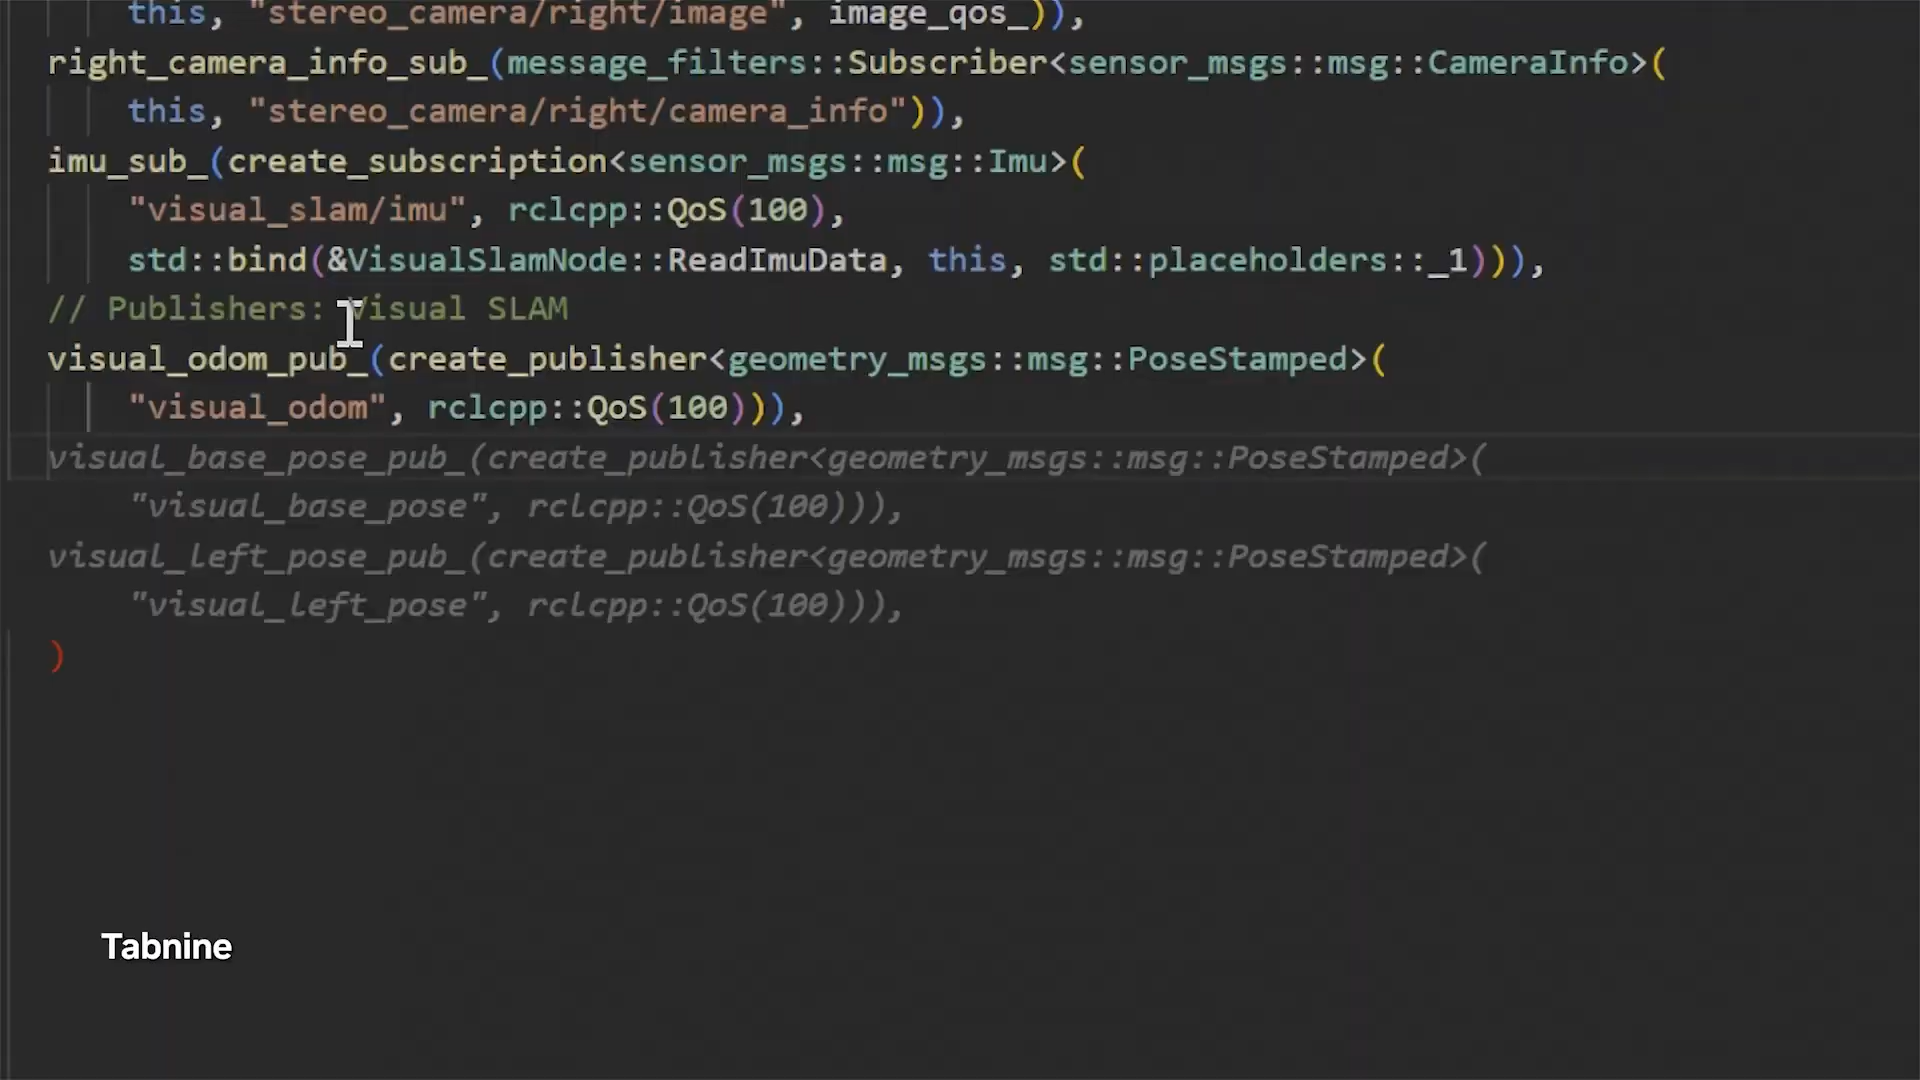 this, "stereo_camera/right/image", image_qos_)),
right_camera_info_sub_(message_filters::Subscriber<sensor_msgs::msg::CameraInfo>(
this, "stereo_camera/right/camera_info")),
imu_sub_(create_subscription<sensor_msgs::msg::Imu>(
"visual_slam/imu", rclcpp::QoS(100),
std::bind(&VisualSlamNode::ReadImuData, this, std::placeholders::_1))),
// Publishers: Visual SLAM
visual_odom_pub_(create_publisher<geometry_msgs::msg::PoseStamped>(
"visual_odom", rclcpp::QoS(100))),
visual_base_pose_pub_(create_publisher<geometry_msgs::msg::PoseStamped>(
"visual_base_pose", rclcpp::QoS(100))),
visual_left_pose_pub_(create_publisher<geometry_msgs::msg::PoseStamped>(
"visual_left_pose", rclcpp::QoS(100))),
)
Tabnine